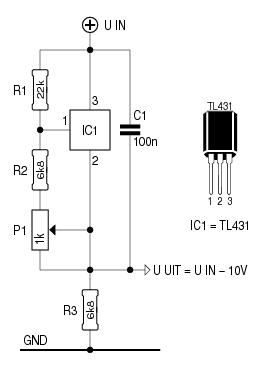 U IN
R1
22k
3
1
IC1
C1
100n
2
R2
6k8
P1
1k
U UIT = U IN – 10V
R3
6k8
GND
TL431
1 2 3
IC1 = TL431